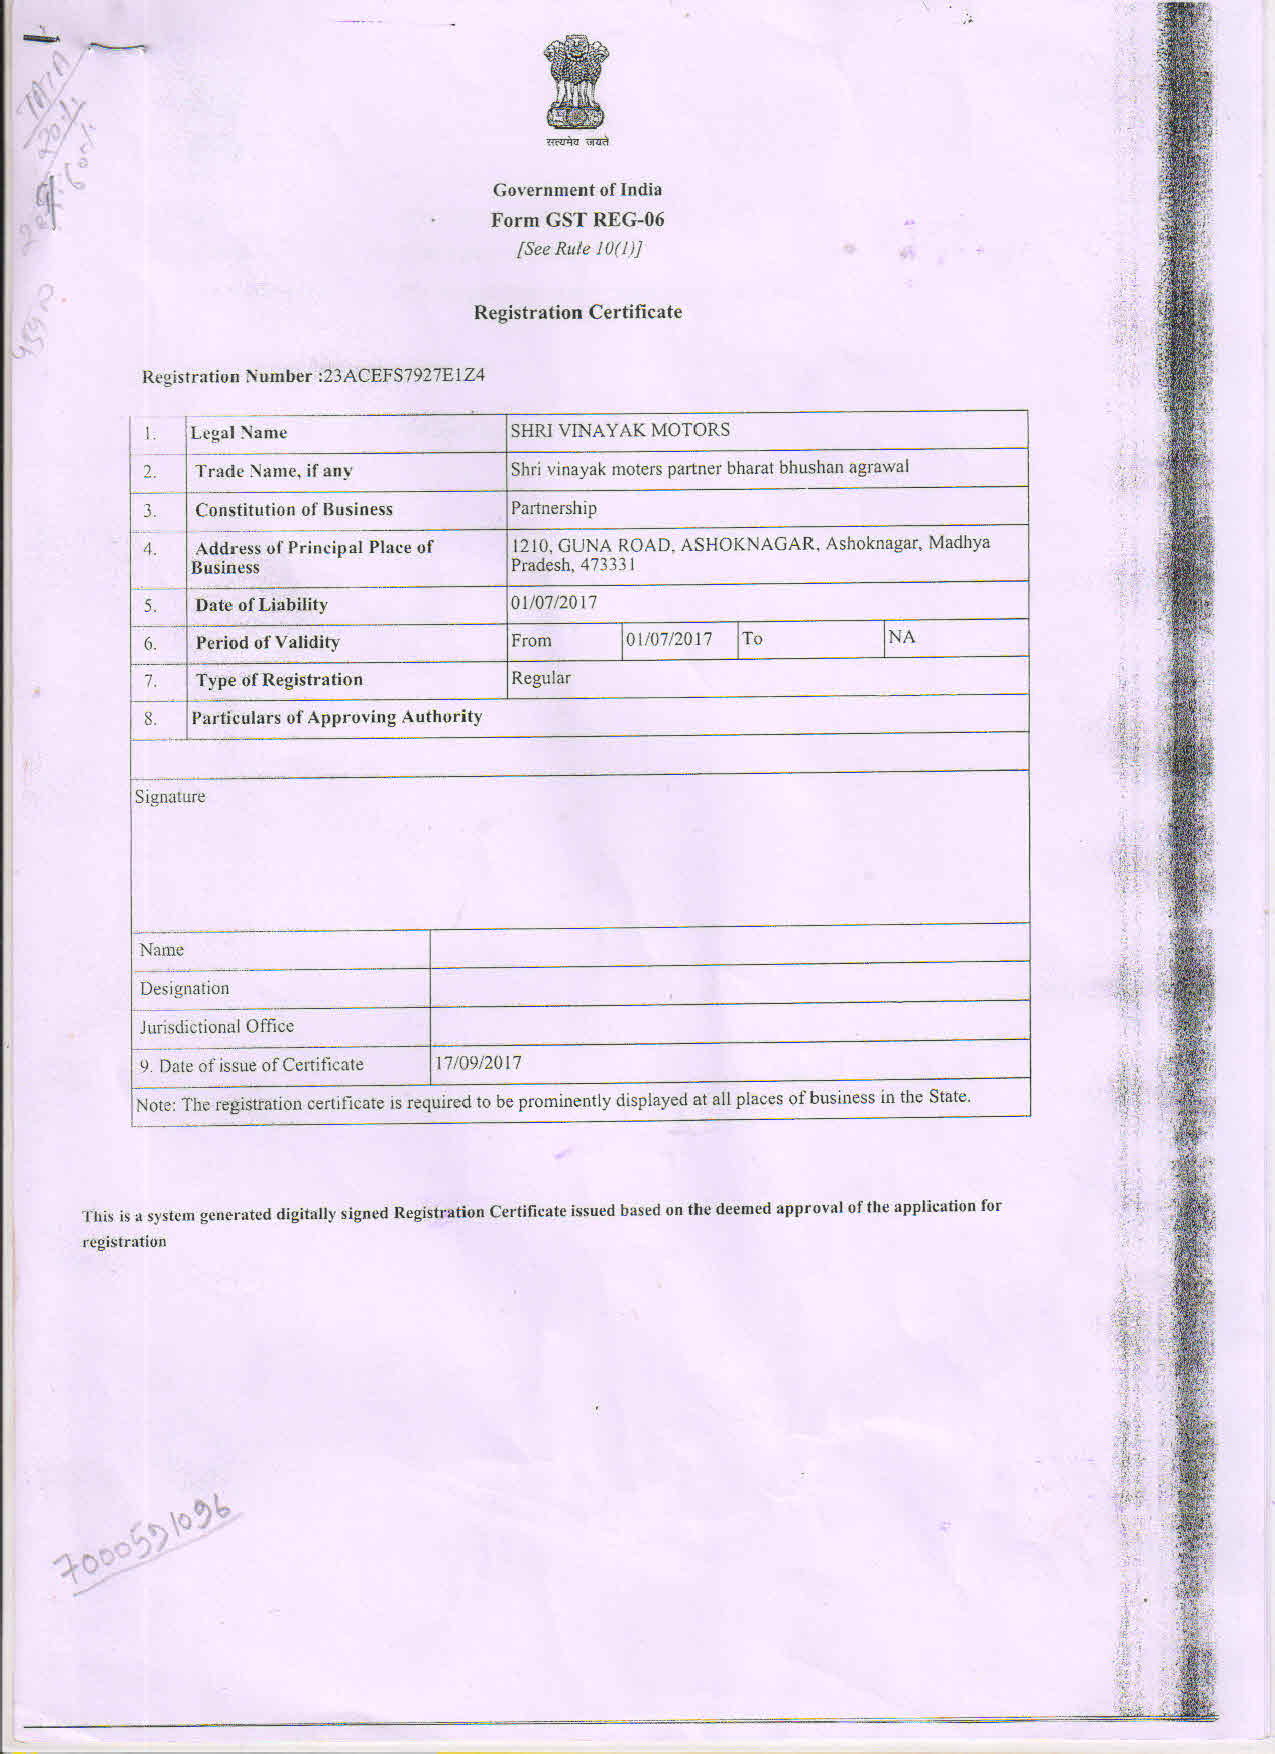 सत्यमेव जयते
Government of India
Form GST REG-06
[See Rule 10(1)]
Registration Certificate
Registration Number :23ACEFS7927E1Z4
1. Legal Name SHRI VINAYAK MOTORS
2. Trade Name, if any Shri vinayak moters partner bharat bhushan agrawal
3. Constitution of Business Partnership
4. Address of Principal Place of Business 1210, GUNA ROAD, ASHOKNAGAR, Ashoknagar, Madhya Pradesh, 473331
5. Date of Liability 01/07/2017
6. Period of Validity From 01/07/2017 To NA
7. Type of Registration Regular
8. Particulars of Approving Authority
Signature
Name
Designation
Jurisdictional Office
9. Date of issue of Certificate 17/09/2017
Note: The registration certificate is required to be prominently displayed at all places of business in the State.
This is a system generated digitally signed Registration Certificate issued based on the deemed approval of the application for
registration
7000591096